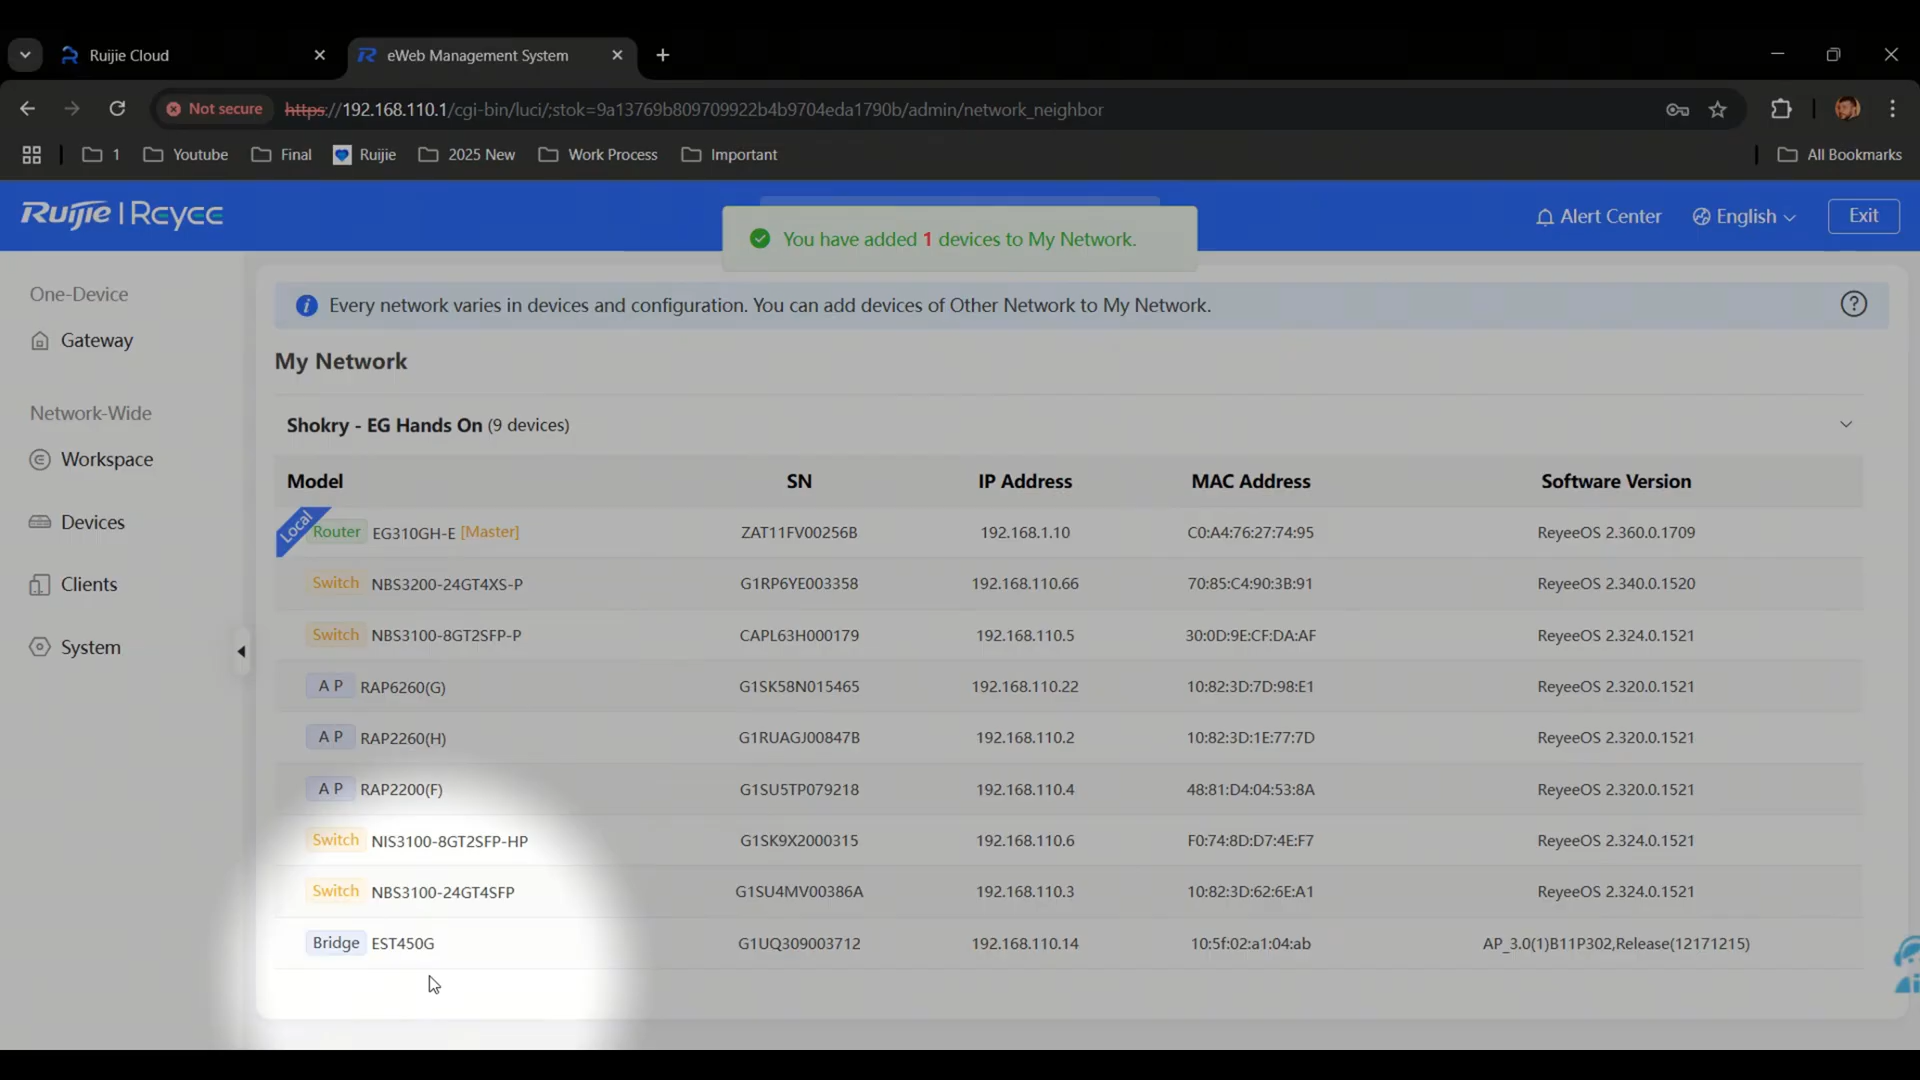 Ruijie Cloud
eWeb Management System
Not secure https://192.168.110.1/cgi-bin/luci/;stok=9a13769b809709922b4b9704eda1790b/admin/network_neighbor
1 Youtube Final Ruijie 2025 New Work Process Important All Bookmarks
Ruijie | Reyee
You have added 1 devices to My Network.
Alert Center English Exit
One-Device
Gateway
Network-Wide
Workspace
Devices
Clients
System
Every network varies in devices and configuration. You can add devices of Other Network to My Network.
My Network
Shokry - EG Hands On (9 devices)
Model SN IP Address MAC Address Software Version
Local Router EG310GH-E [Master] ZAT11FV00256B 192.168.1.10 C0:A4:76:27:74:95 ReyeeOS 2.360.0.1709
Switch NBS3200-24GT4XS-P G1RP6YE003358 192.168.110.66 70:85:C4:90:3B:91 ReyeeOS 2.340.0.1520
Switch NBS3100-8GT2SFP-P CAPL63H000179 192.168.110.5 30:0D:9E:CF:DA:AF ReyeeOS 2.324.0.1521
A P RAP6260(G) G1SK58N015465 192.168.110.22 10:82:3D:7D:98:E1 ReyeeOS 2.320.0.1521
A P RAP2260(H) G1RUAGJ00847B 192.168.110.2 10:82:3D:1E:77:7D ReyeeOS 2.320.0.1521
A P RAP2200(F) G1SU5TP079218 192.168.110.4 48:81:D4:04:53:8A ReyeeOS 2.320.0.1521
Switch NIS3100-8GT2SFP-HP G1SK9X2000315 192.168.110.6 F0:74:8D:D7:4E:F7 ReyeeOS 2.324.0.1521
Switch NBS3100-24GT4SFP G1SU4MV00386A 192.168.110.3 10:82:3D:62:6E:A1 ReyeeOS 2.324.0.1521
Bridge EST450G G1UQ309003712 192.168.110.14 10:5f:02:a1:04:ab AP_3.0(1)B11P302,Release(12171215)